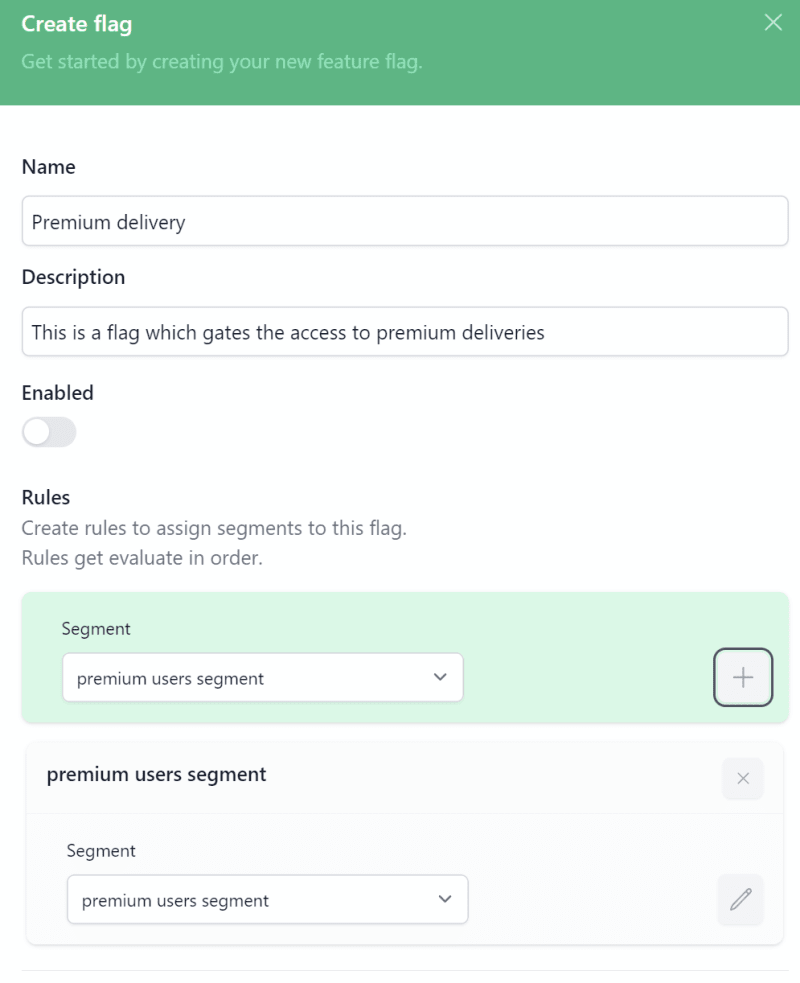 Create flag
Get started by creating your new feature flag.
Name
Premium delivery
Description
This is a flag which gates the access to premium deliveries
Enabled
Rules
Create rules to assign segments to this flag.
Rules get evaluate in order.
Segment
premium users segment
premium users segment
Segment
premium users segment